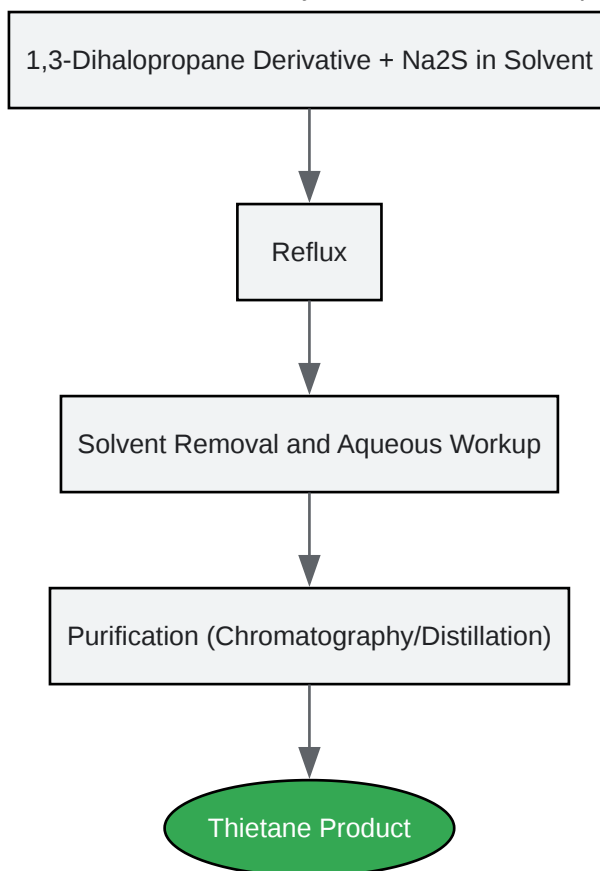 1,3-Dihalopropane Derivative + Na2S in Solvent
Reflux
Solvent Removal and Aqueous Workup
Purification (Chromatography/Distillation)
Thietane Product